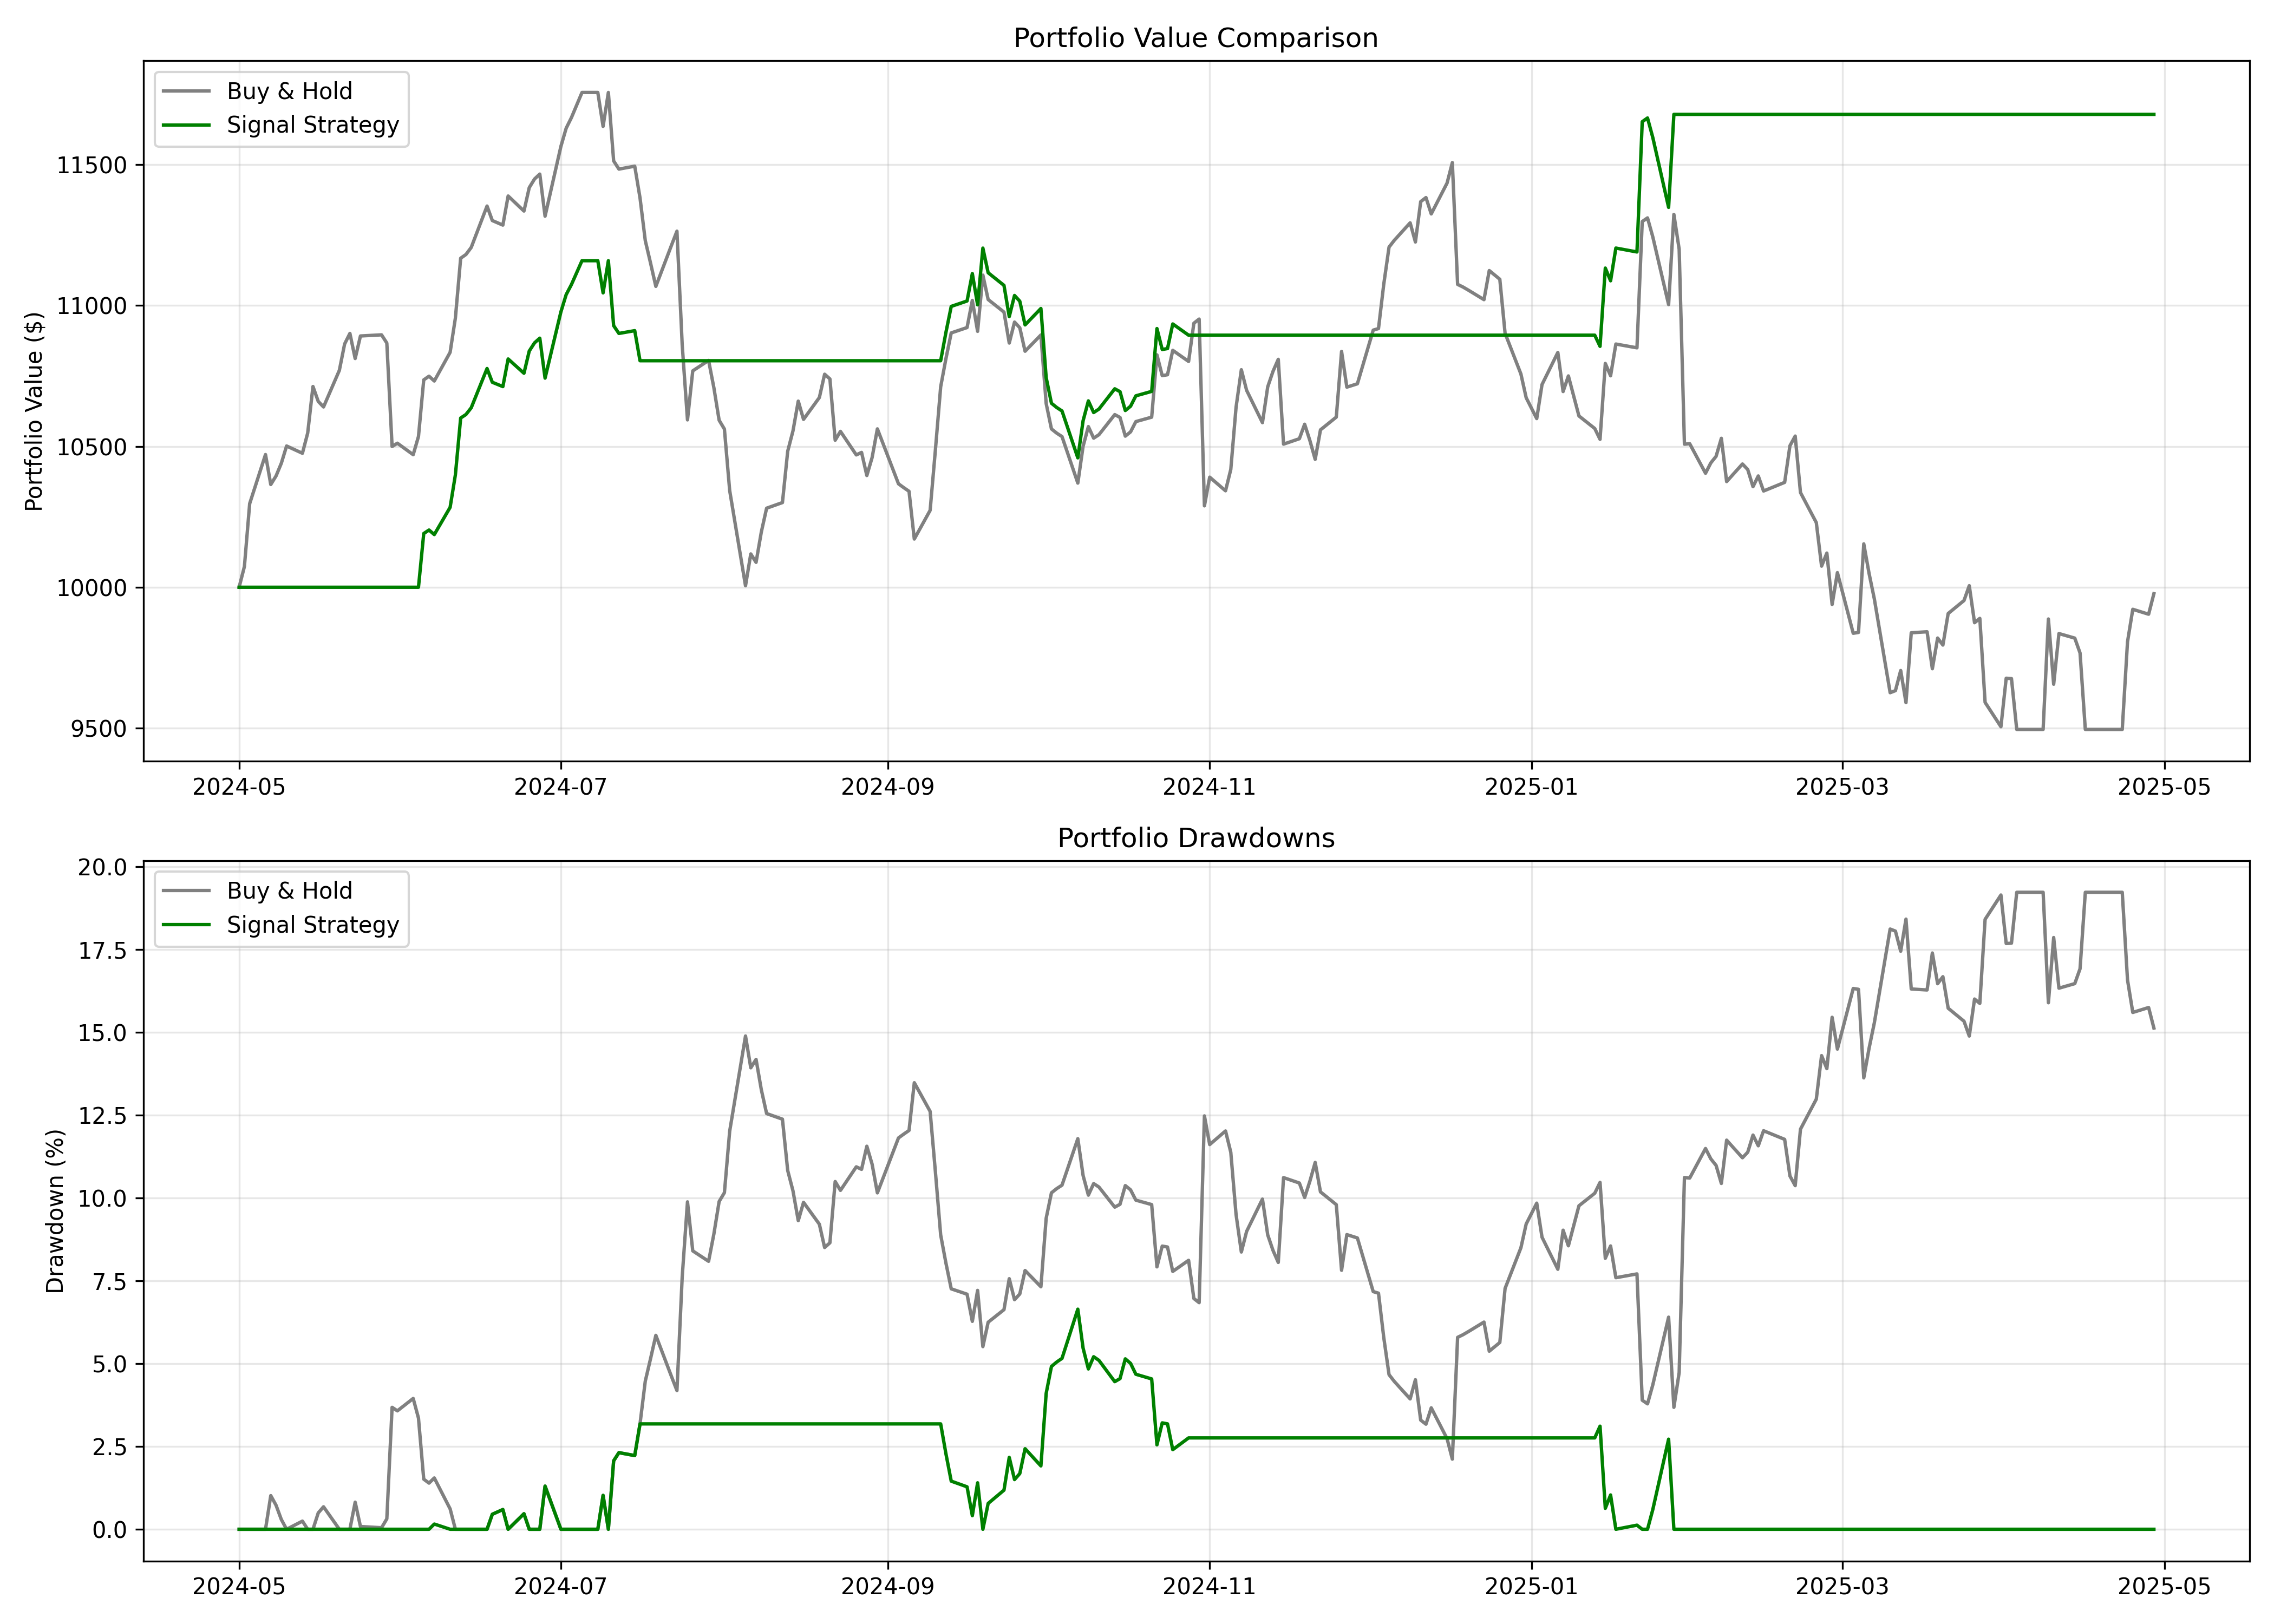 Portfolio Value Comparison
Buy & Hold
Signal Strategy
Portfolio Value ($)
11500
11000
10500
10000
9500
2024-05 2024-07 2024-09 2024-11 2025-01 2025-03 2025-05
Portfolio Drawdowns
Buy & Hold
Signal Strategy
Drawdown (%)
20.0
17.5
15.0
12.5
10.0
7.5
5.0
2.5
0.0
2024-05 2024-07 2024-09 2024-11 2025-01 2025-03 2025-05